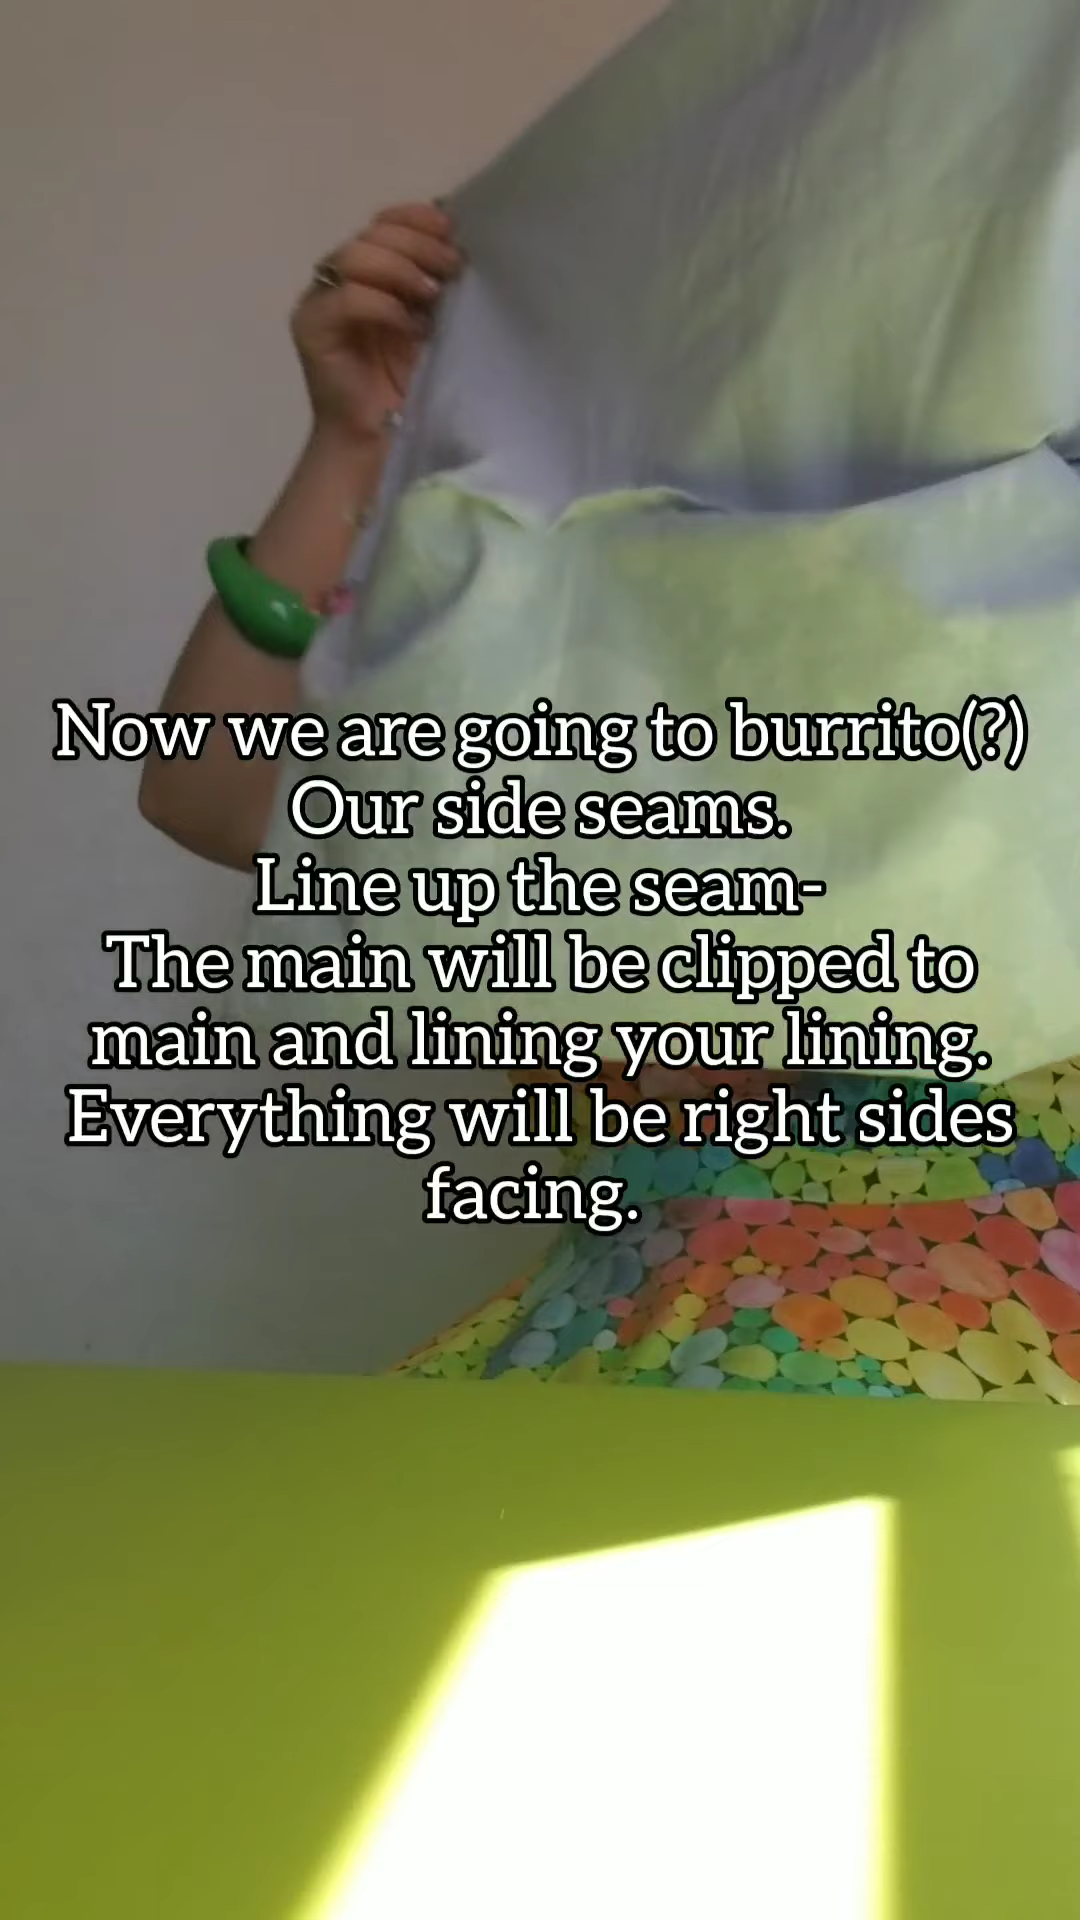 Now we are going to burrito(?)
Our side seams.
Line up the seam-
The main will be clipped to
main and lining your lining.
Everything will be right sides
facing.